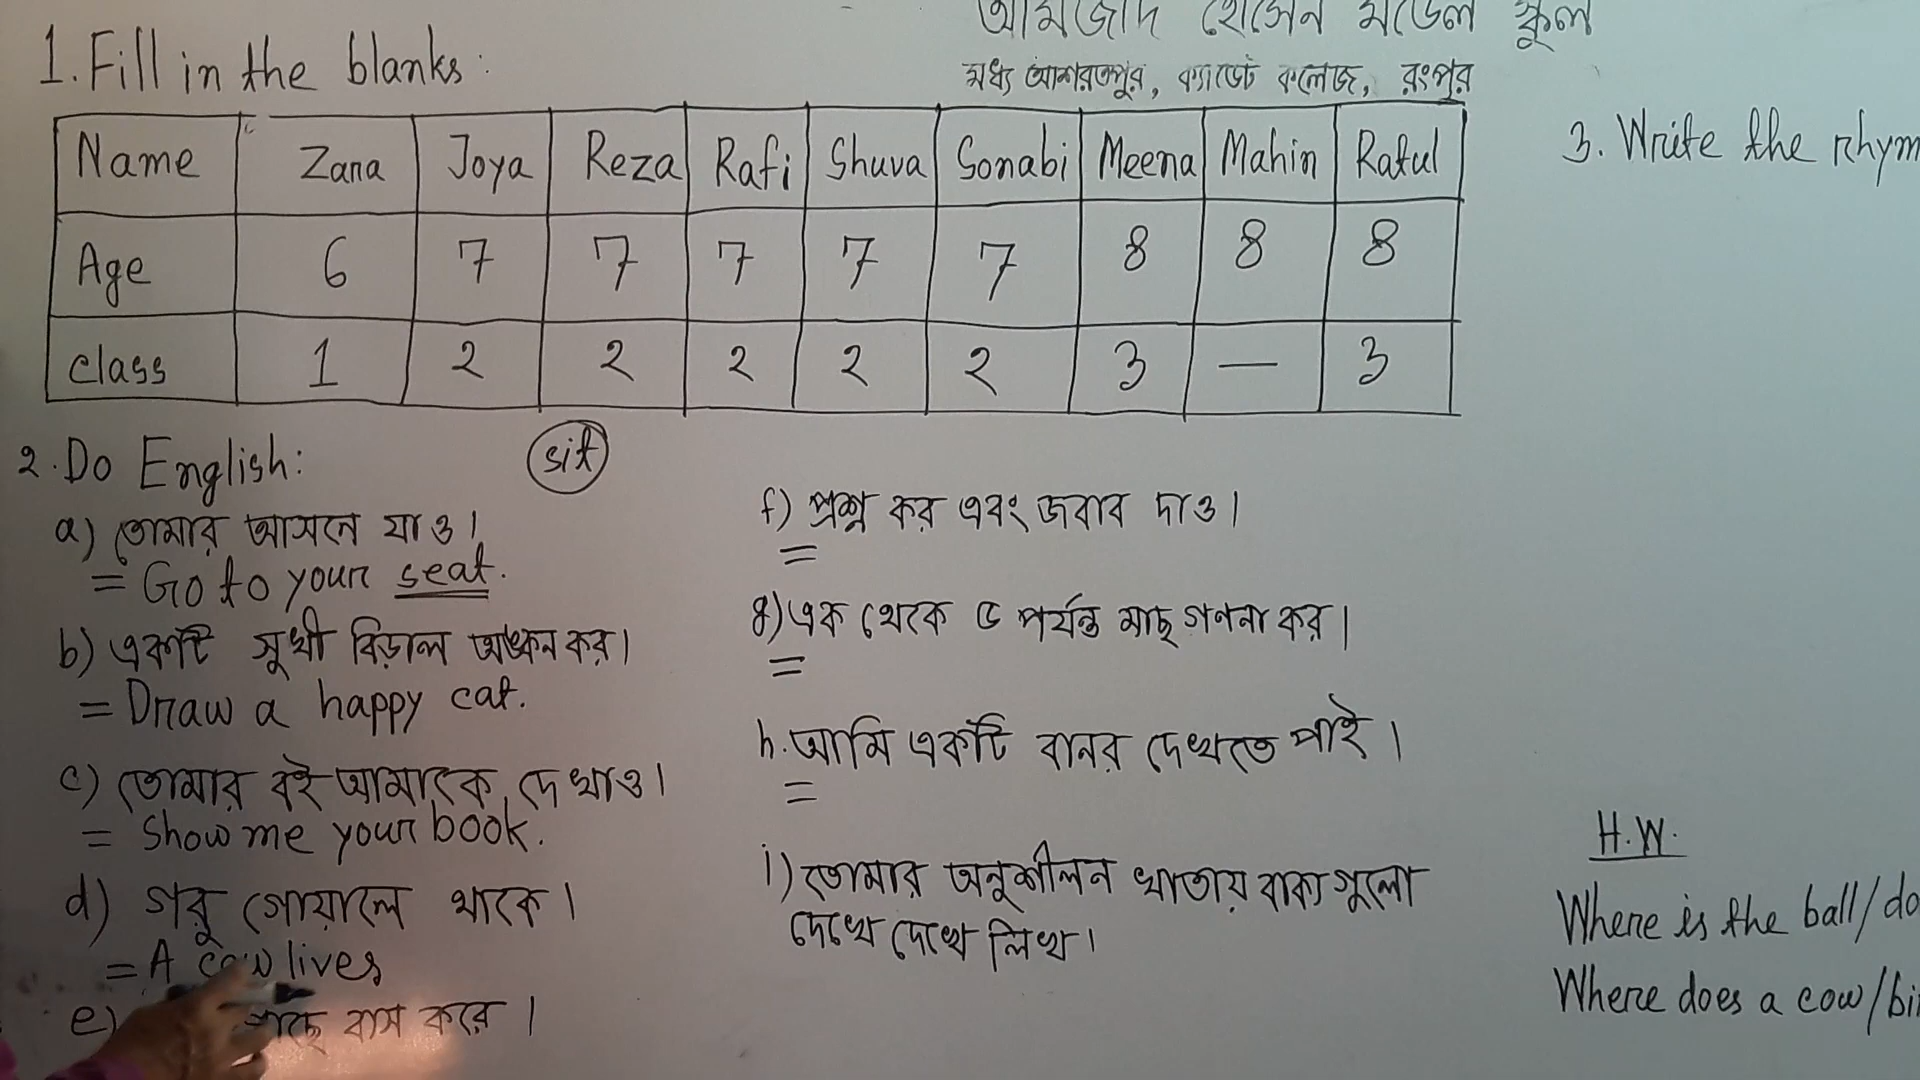 আমজাদ হোসেন মডেল স্কুল
মধ্য আশরতপুর, ক্যাডেট কলেজ, রংপুর
1. Fill in the blanks:
Name Zana Joya Reza Rafi Shuva Sonabi Meena Mahin Ratul
Age 6 7 7 7 7 7 8 8 8
class 1 2 2 2 2 2 3 — 3
2. Do English:
sit
a) তোমার আসনে যাও।
= Go to your seat.
b) একটি সুখী বিড়াল অঙ্কন কর।
= Draw a happy cat.
c) তোমার বই আমাকে দেখাও।
= Show me your book.
d) গরু গোয়ালে থাকে।
= A cow lives
e) বাস করে।
f) প্রশ্ন কর এবং জবাব দাও।
=
g) এক থেকে ৫ পর্যন্ত মাছ গণনা কর।
=
h. আমি একটি বানর দেখতে পাই।
=
i) তোমার অনুশীলন খাতায় বাক্য গুলো
দেখে দেখে লিখ।
3. Write the rhym
H.W.
Where is the ball/do
Where does a cow/bi